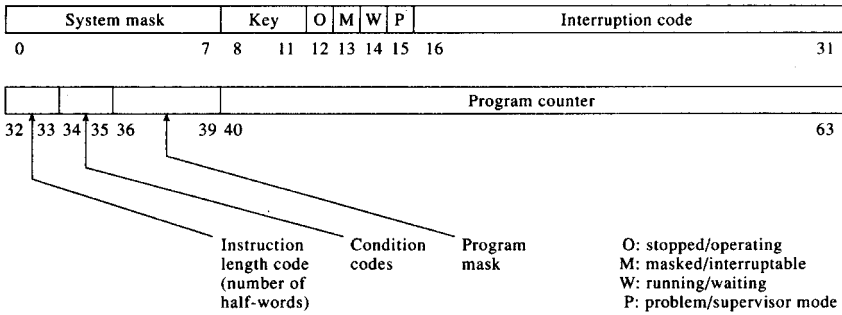 System mask Key O M W P Interruption code
0 7 8 11 12 13 14 15 16 31
Program counter
32 33 34 35 36 39 40 63
Instruction length code (number of half-words)
Condition codes
Program mask
O: stopped/operating
M: masked/interruptable
W: running/waiting
P: problem/supervisor mode